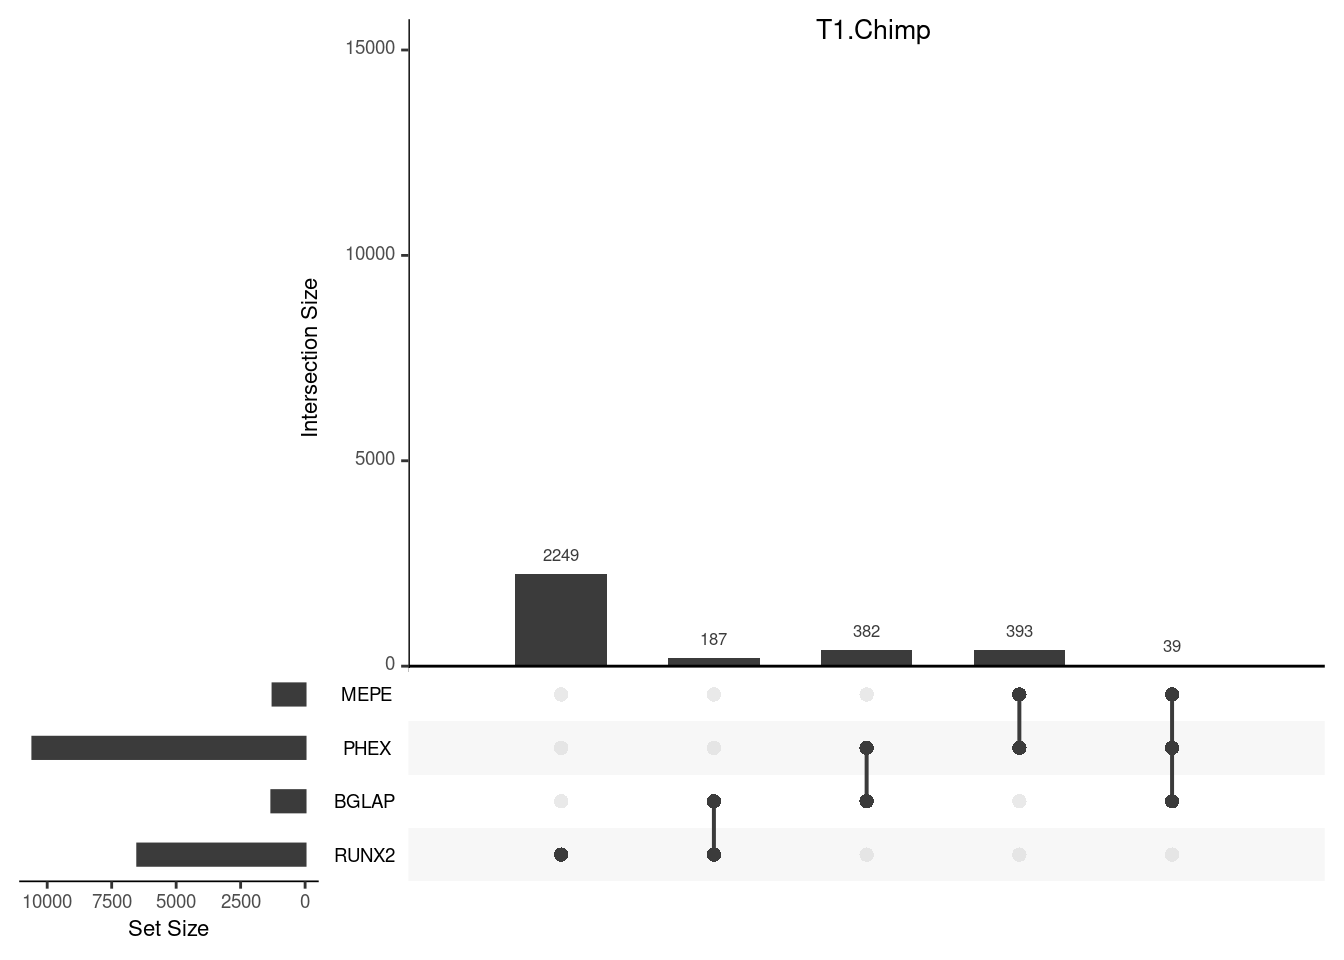 T1.Chimp
15000
10000
5000
0
Intersection Size
2249
187
382
393
39
MEPE
PHEX
BGLAP
RUNX2
10000 7500 5000 2500 0
Set Size